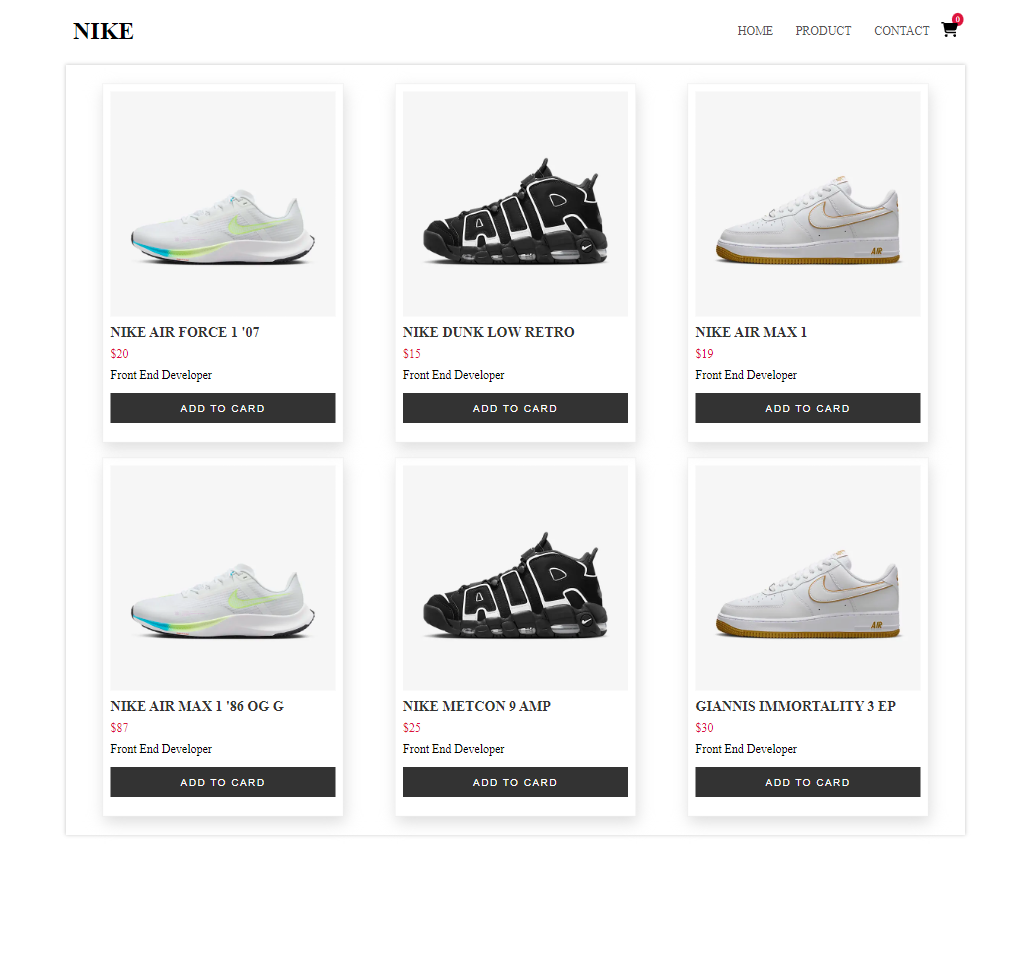 NIKE
HOME PRODUCT CONTACT 0
NIKE AIR FORCE 1 '07
$20
Front End Developer
ADD TO CARD
AIR
NIKE DUNK LOW RETRO
$15
Front End Developer
ADD TO CARD
AIR
NIKE AIR MAX 1
$19
Front End Developer
ADD TO CARD
NIKE AIR MAX 1 '86 OG G
$87
Front End Developer
ADD TO CARD
AIR
NIKE METCON 9 AMP
$25
Front End Developer
ADD TO CARD
AIR
GIANNIS IMMORTALITY 3 EP
$30
Front End Developer
ADD TO CARD